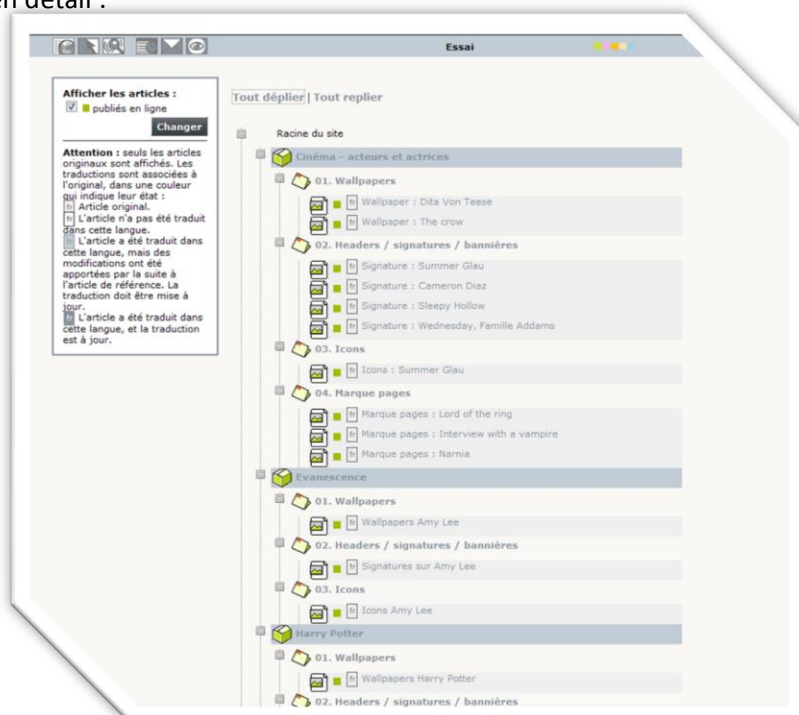 en détail :
Essai
Afficher les articles :
publiés en ligne
Changer
Attention : seuls les articles
originaux sont affichés. Les
traductions sont associées à
l'original, dans une couleur
qui indique leur état :
fr Article original.
fr L'article n'a pas été traduit
dans cette langue.
fr L'article a été traduit dans
cette langue, mais des
modifications ont été
apportées par la suite à
l'article de référence. La
traduction doit être mise à
jour.
fr L'article a été traduit dans
cette langue, et la traduction
est à jour.
Tout déplier | Tout replier
Racine du site
Cinéma - acteurs et actrices
01. Wallpapers
fr Wallpaper : Dita Von Teese
fr Wallpaper : The crow
02. Headers / signatures / bannières
fr Signature : Summer Glau
fr Signature : Cameron Diaz
fr Signature : Sleepy Hollow
fr Signature : Wednesday, Famille Addams
03. Icons
fr Icons : Summer Glau
04. Marque pages
fr Marque pages : Lord of the ring
fr Marque pages : Interview with a vampire
fr Marque pages : Narnia
Evanescence
01. Wallpapers
fr Wallpapers Amy Lee
02. Headers / signatures / bannières
fr Signatures sur Amy Lee
03. Icons
fr Icons Amy Lee
Harry Potter
01. Wallpapers
fr Wallpapers Harry Potter
02. Headers / signatures / bannières